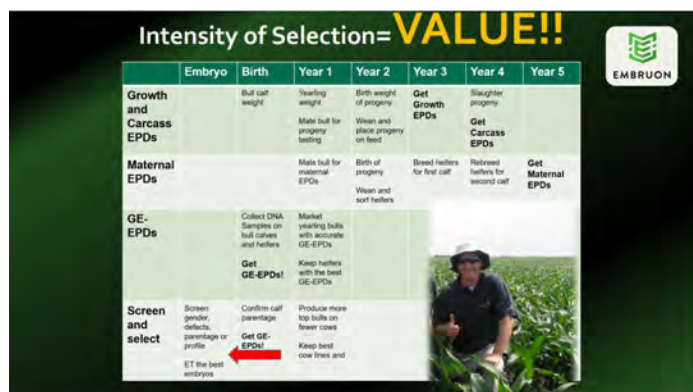 Intensity of Selection= VALUE!!
EMBRUON
Embryo Birth Year 1 Year 2 Year 3 Year 4 Year 5
Growth
and
Carcass
EPDs
Bull calf
weight
Yearling
weight
Mate bull for
progeny
testing
Birth weight
of progeny
Wean and
place progeny
on feed
Get
Growth
EPDs
Slaughter
progeny
Get
Carcass
EPDs
Maternal
EPDs
Mate bull for
maternal
EPDs
Birth of
progeny
Wean and
sort heifers
Breed heifers
for first calf
Rebreed
heifers for
second calf
Get
Maternal
EPDs
GE-
EPDs
Collect DNA
Samples on
bull calves
and heifers
Get
GE-EPDs!
Market
yearling bulls
with accurate
GE-EPDs
Keep heifers
with the best
GE-EPDs
Screen
and
select
Screen
gender,
defects,
parentage or
profile
ET the best
embryos
Confirm calf
parentage
Get GE-
EPDs!
Produce more
top bulls on
fewer cows
Keep best
cow lines and